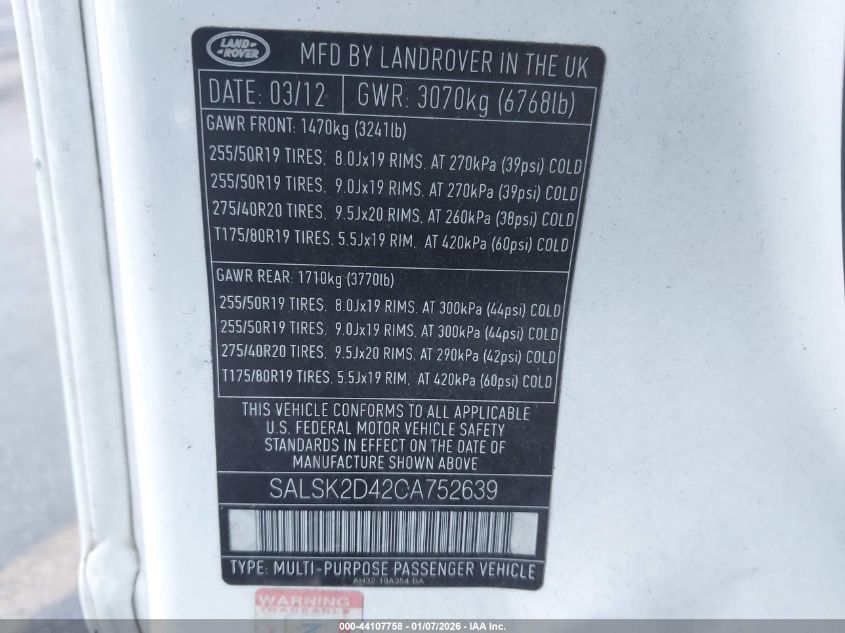 LAND ROVER
MFD BY LANDROVER IN THE UK
DATE: 03/12 GWR: 3070kg (6768lb)
GAWR FRONT: 1470kg (3241lb)
255/50R19 TIRES. 8.0Jx19 RIMS. AT 270kPa (39psi) COLD
255/50R19 TIRES. 9.0Jx19 RIMS. AT 270kPa (39psi) COLD
275/40R20 TIRES. 9.5Jx20 RIMS. AT 260kPa (38psi) COLD
T175/80R19 TIRES. 5.5Jx19 RIM. AT 420kPa (60psi) COLD
GAWR REAR: 1710kg (3770lb)
255/50R19 TIRES. 8.0Jx19 RIMS. AT 300kPa (44psi) COLD
255/50R19 TIRES. 9.0Jx19 RIMS. AT 300kPa (44psi) COLD
275/40R20 TIRES. 9.5Jx20 RIMS. AT 290kPa (42psi) COLD
T175/80R19 TIRES. 5.5Jx19 RIM. AT 420kPa (60psi) COLD
THIS VEHICLE CONFORMS TO ALL APPLICABLE
U.S. FEDERAL MOTOR VEHICLE SAFETY
STANDARDS IN EFFECT ON THE DATE OF
MANUFACTURE SHOWN ABOVE
SALSK2D42CA752639
TYPE: MULTI-PURPOSE PASSENGER VEHICLE
AH32-19A354-BA
WARNING
TRACEABLE
IAA-44107758 - 01/07/2026 - IAA Inc.